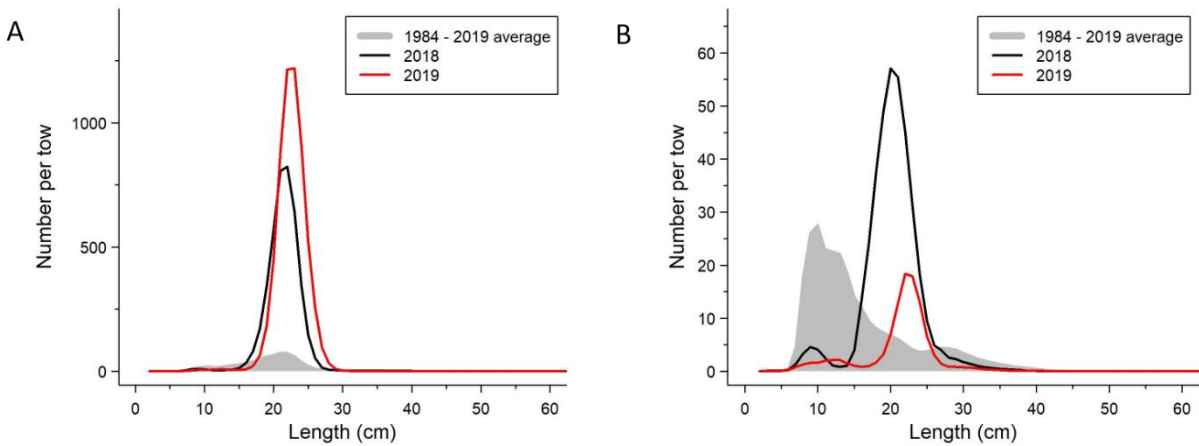 A
1984 - 2019 average
2018
2019
Number per tow
1000
500
0
0 10 20 30 40 50 60
Length (cm)
B
1984 - 2019 average
2018
2019
Number per tow
60
50
40
30
20
10
0
0 10 20 30 40 50 60
Length (cm)